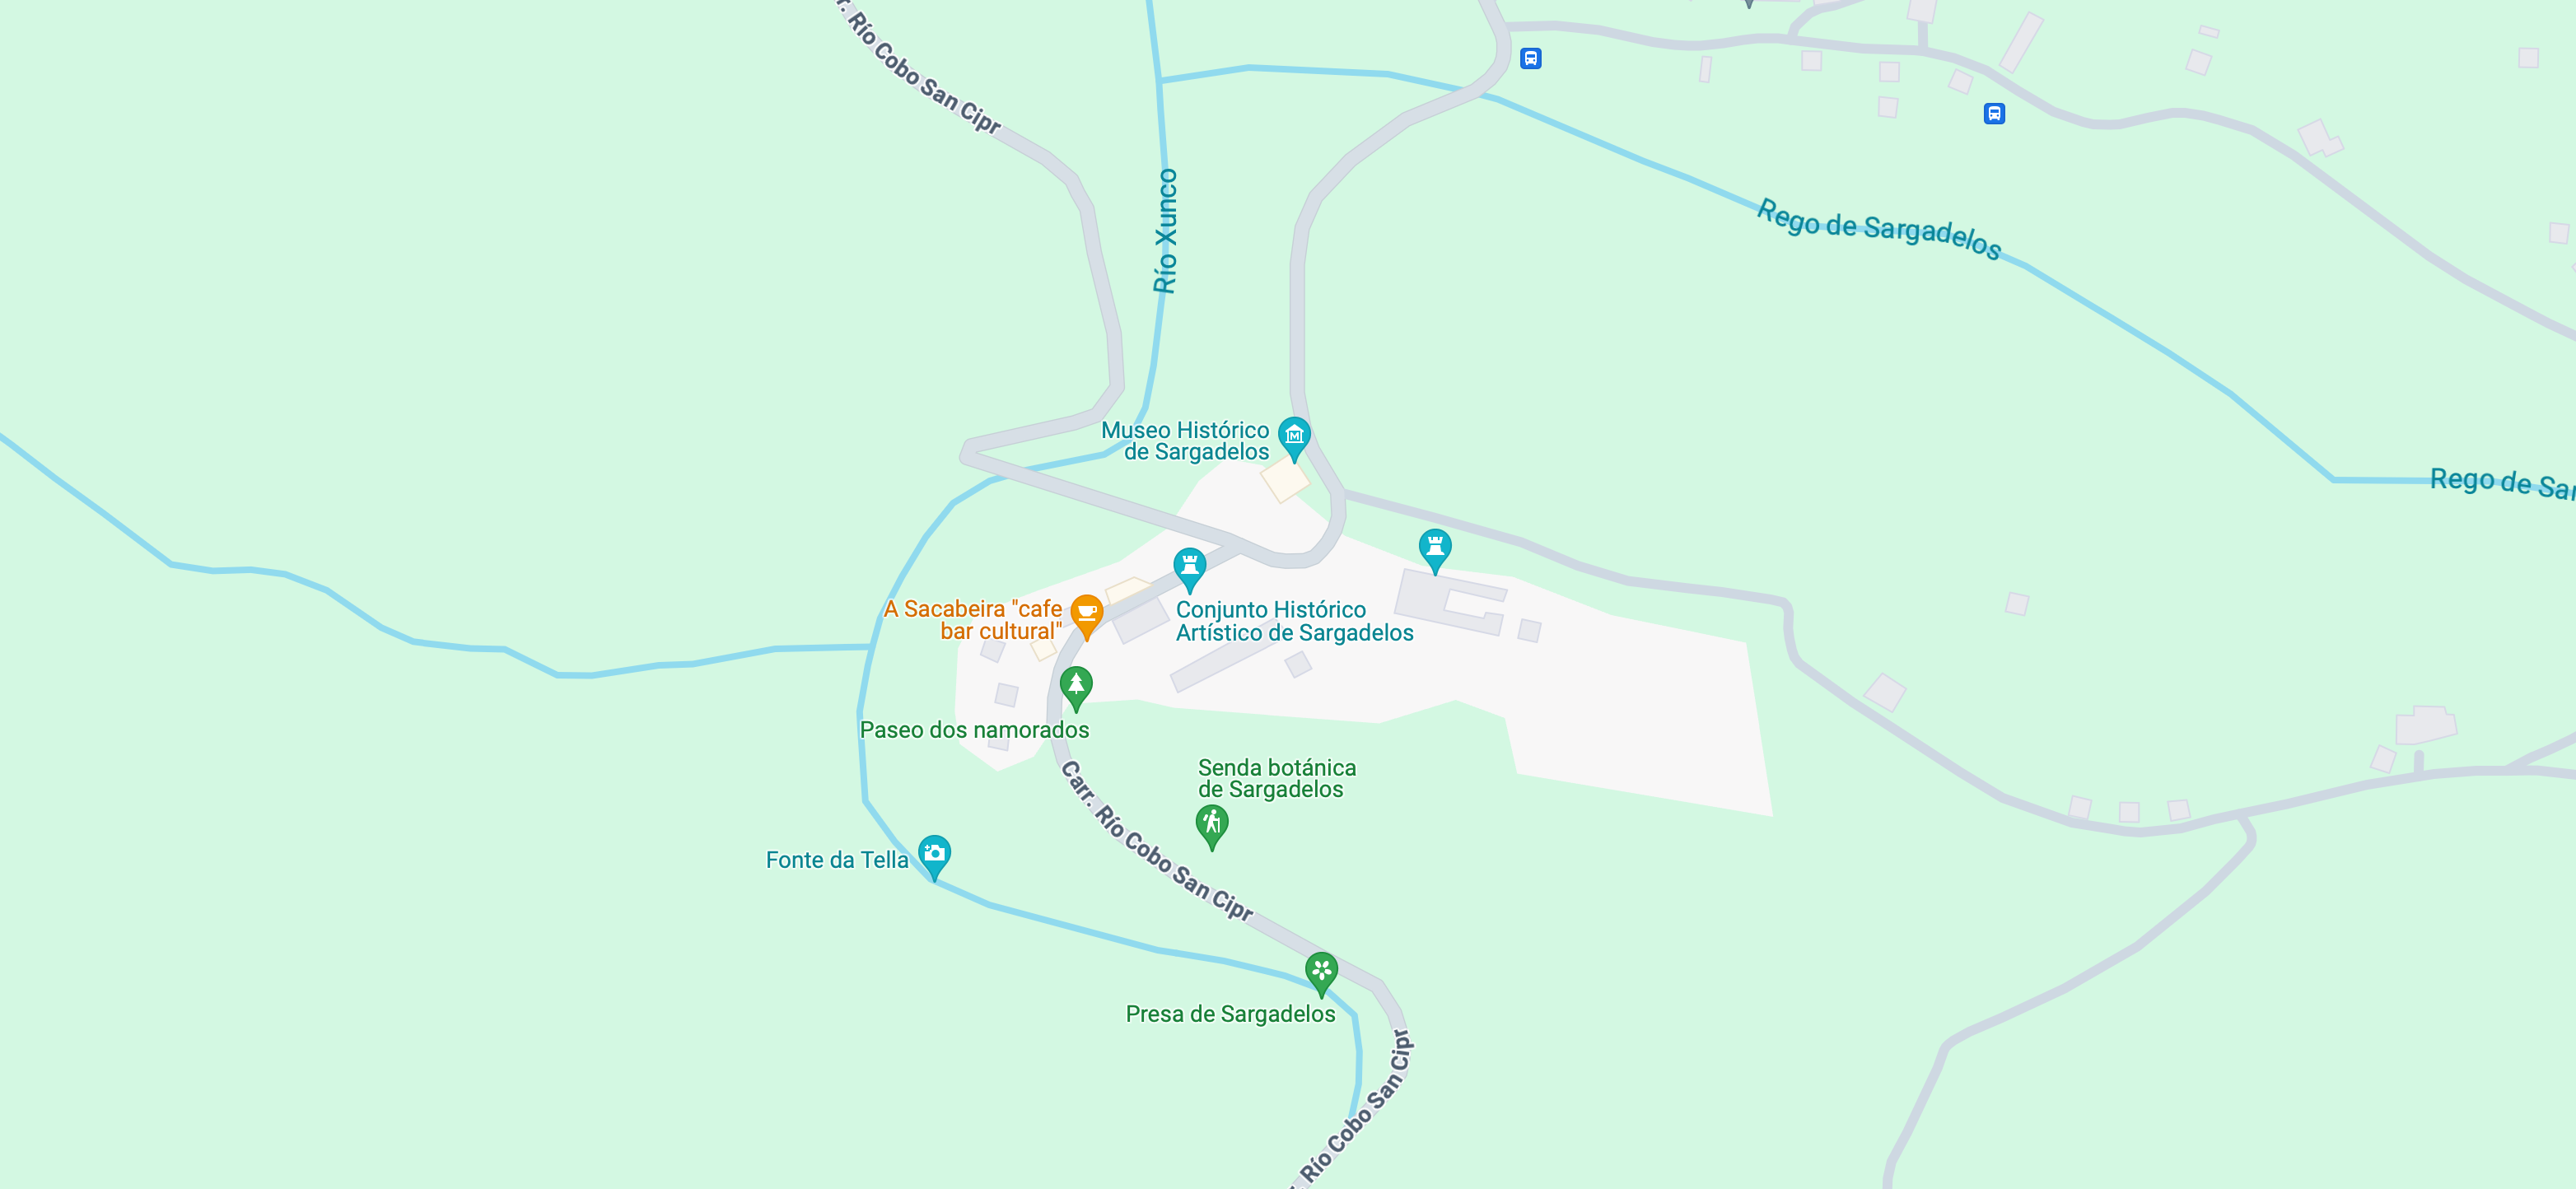 r. Río Cobo San Cipr
Río Xunco
Rego de Sargadelos
Museo Histórico
de Sargadelos
Rego de Sar
A Sacabeira "cafe
bar cultural"
Conjunto Histórico
Artístico de Sargadelos
Paseo dos namorados
Senda botánica
de Sargadelos
Carr. Río Cobo San Cipr
Fonte da Tella
Presa de Sargadelos
r. Río Cobo San Cipr